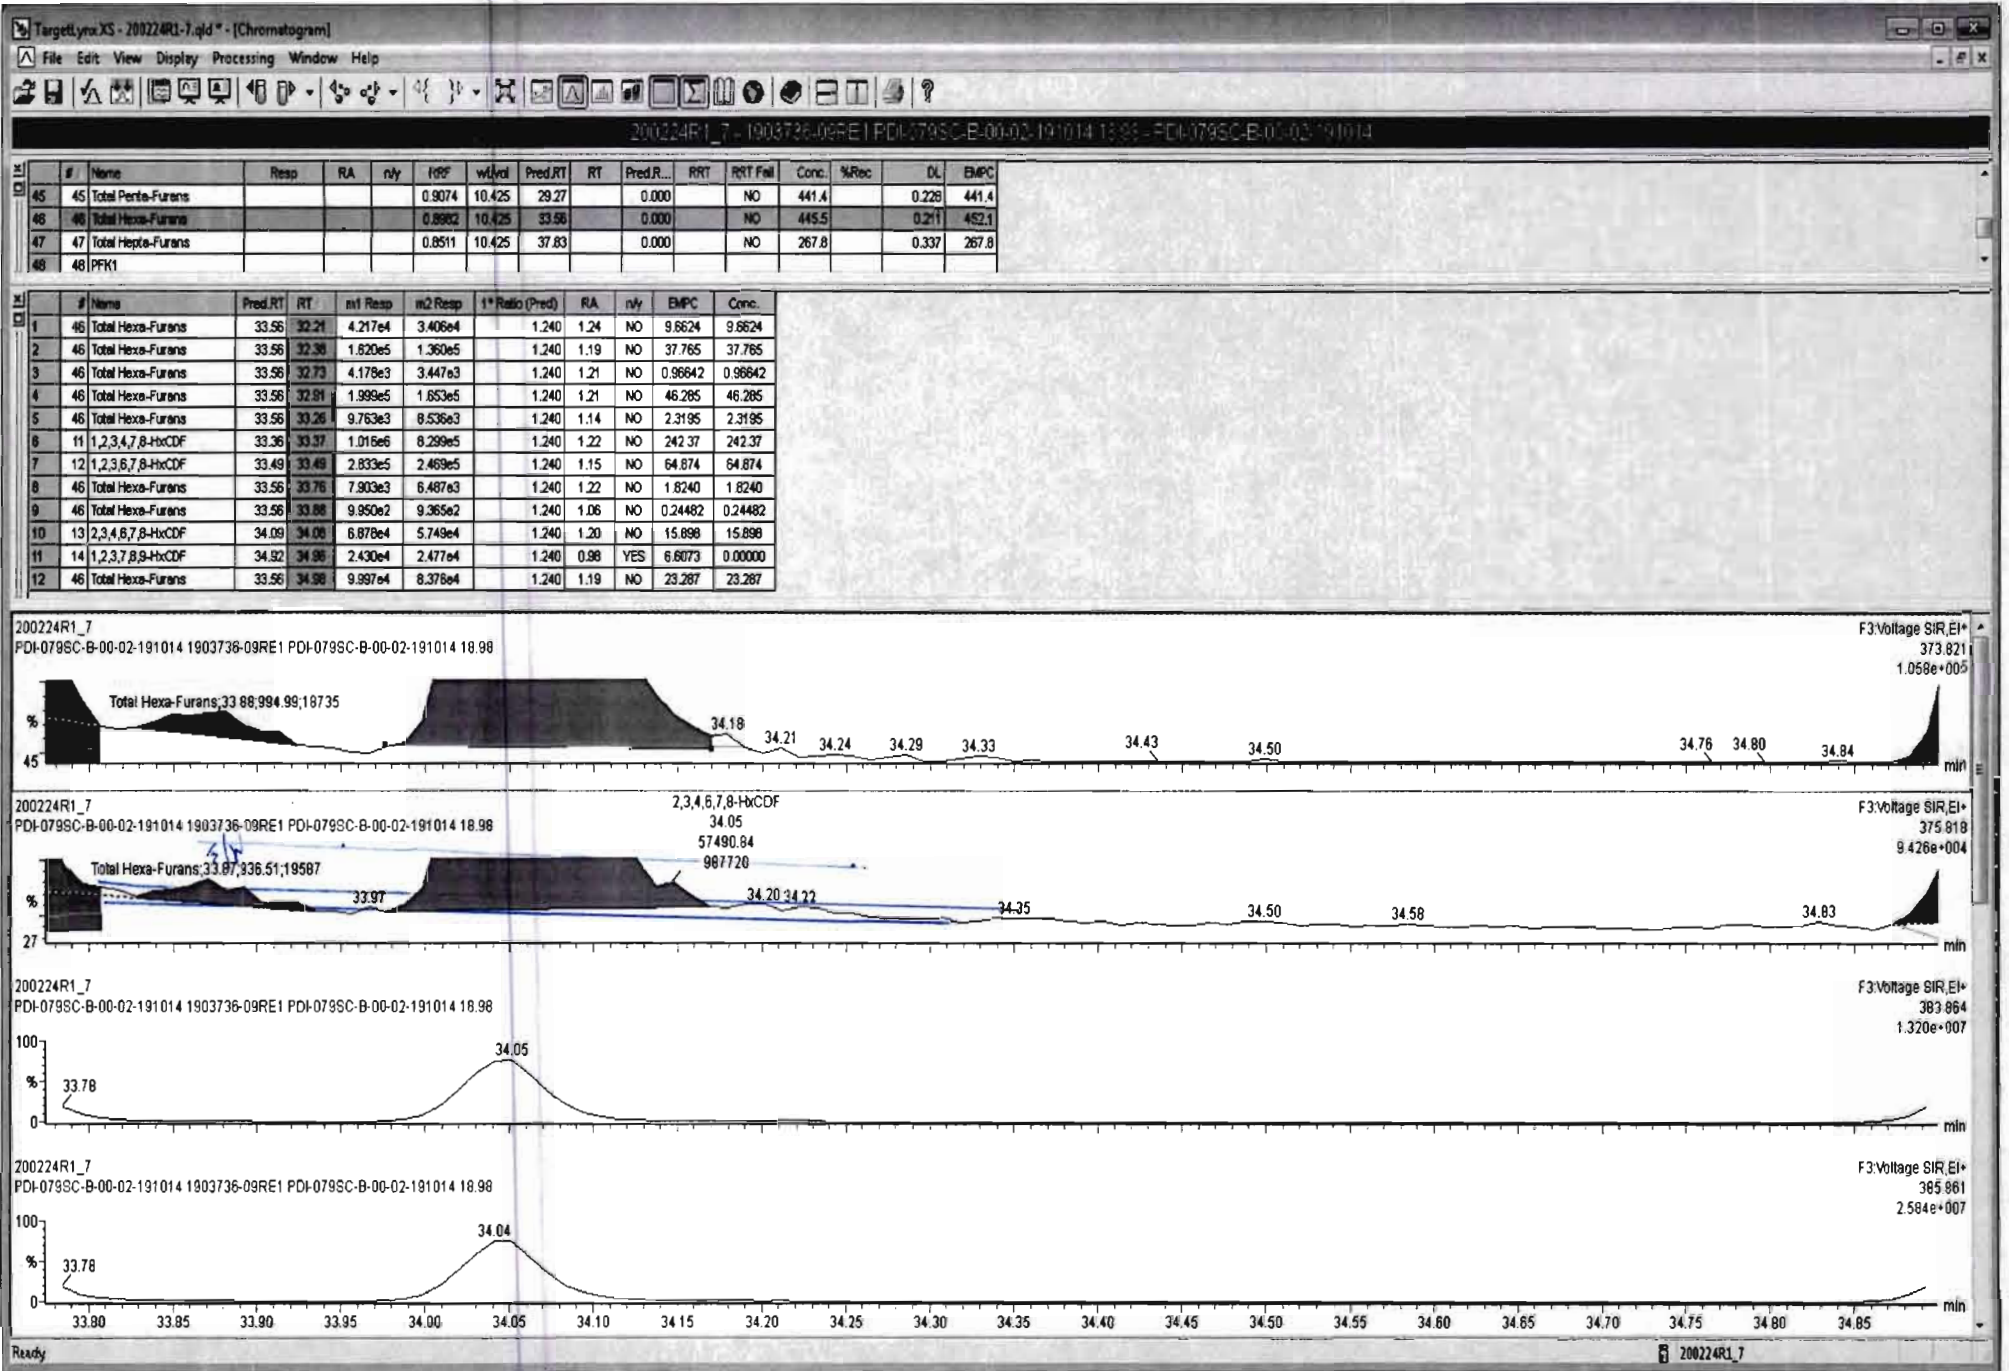 TargetLynx XS - 200224R1-7.qld * - [Chromatogram]
File Edit View Display Processing Window Help
200224R1_7 - 1903736-09RE1 PDI-079SC-B-00-02-191014 18.98 - PDI-079SC-B-00-02-191014
# Name Resp RA n/y RRF wt/vol Pred.RT RT Pred.R... RRT RRT Fail Conc. %Rec DL EMPC
45 45 Total Penta-Furans 0.9074 10.425 29.27 0.000 NO 441.4 0.228 441.4
46 46 Total Hexa-Furans 0.8982 10.425 33.56 0.000 NO 445.5 0.211 452.1
47 47 Total Hepta-Furans 0.8511 10.425 37.83 0.000 NO 267.8 0.337 267.8
48 48 PFK1
# Name Pred.RT RT m1 Resp m2 Resp 1° Ratio (Pred) RA n/y EMPC Conc.
1 46 Total Hexa-Furans 33.56 32.21 4.217e4 3.406e4 1.240 1.24 NO 9.6624 9.6624
2 46 Total Hexa-Furans 33.56 32.38 1.620e5 1.360e5 1.240 1.19 NO 37.765 37.765
3 46 Total Hexa-Furans 33.56 32.73 4.178e3 3.447e3 1.240 1.21 NO 0.96642 0.96642
4 46 Total Hexa-Furans 33.56 32.91 1.999e5 1.653e5 1.240 1.21 NO 46.285 46.285
5 46 Total Hexa-Furans 33.56 33.26 9.763e3 8.536e3 1.240 1.14 NO 2.3195 2.3195
6 11 1,2,3,4,7,8-HxCDF 33.36 33.37 1.016e6 8.299e5 1.240 1.22 NO 242.37 242.37
7 12 1,2,3,6,7,8-HxCDF 33.49 33.49 2.833e5 2.469e5 1.240 1.15 NO 64.874 64.874
8 46 Total Hexa-Furans 33.56 33.76 7.903e3 6.487e3 1.240 1.22 NO 1.8240 1.8240
9 46 Total Hexa-Furans 33.56 33.88 9.950e2 9.365e2 1.240 1.06 NO 0.24482 0.24482
10 13 2,3,4,6,7,8-HxCDF 34.09 34.06 6.878e4 5.749e4 1.240 1.20 NO 15.898 15.898
11 14 1,2,3,7,8,9-HxCDF 34.92 34.96 2.430e4 2.477e4 1.240 0.98 YES 6.6073 0.00000
12 46 Total Hexa-Furans 33.56 34.98 9.997e4 8.376e4 1.240 1.19 NO 23.287 23.287
200224R1_7
PDI-079SC-B-00-02-191014 1903736-09RE1 PDI-079SC-B-00-02-191014 18.98
F3:Voltage SIR,EI+
373.821
1.058e+005
Total Hexa-Furans;33.88;994.99;18735
34.18 34.21 34.24 34.29 34.33 34.43 34.50 34.76 34.80 34.84
%
45
min
200224R1_7
PDI-079SC-B-00-02-191014 1903736-09RE1 PDI-079SC-B-00-02-191014 18.98
F3:Voltage SIR,EI+
375.818
9.426e+004
2,3,4,6,7,8-HxCDF
34.05
57490.84
987720
Total Hexa-Furans;33.87;936.51;19587
33.97 34.20 34.22 34.35 34.50 34.58 34.83
%
27
min
200224R1_7
PDI-079SC-B-00-02-191014 1903736-09RE1 PDI-079SC-B-00-02-191014 18.98
F3:Voltage SIR,EI+
383.864
1.320e+007
100
34.05
%
33.78
0
min
200224R1_7
PDI-079SC-B-00-02-191014 1903736-09RE1 PDI-079SC-B-00-02-191014 18.98
F3:Voltage SIR,EI+
385.861
2.584e+007
100
34.04
%
33.78
0
min
33.80 33.85 33.90 33.95 34.00 34.05 34.10 34.15 34.20 34.25 34.30 34.35 34.40 34.45 34.50 34.55 34.60 34.65 34.70 34.75 34.80 34.85
Ready
200224R1_7